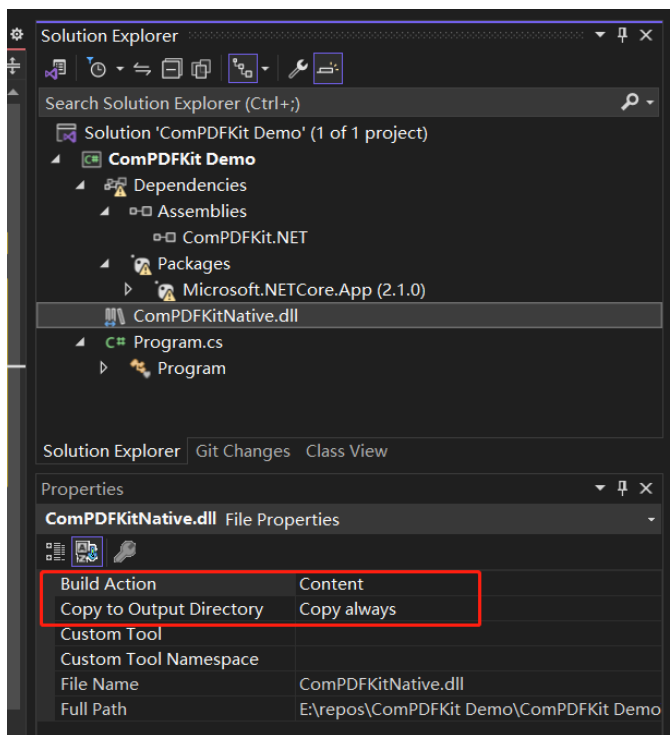 Solution Explorer
Search Solution Explorer (Ctrl+;)
Solution 'ComPDFKit Demo' (1 of 1 project)
C# ComPDFKit Demo
Dependencies
Assemblies
ComPDFKit.NET
Packages
Microsoft.NETCore.App (2.1.0)
ComPDFKitNative.dll
C# Program.cs
Program
Solution Explorer Git Changes Class View
Properties
ComPDFKitNative.dll File Properties
Build Action Content
Copy to Output Directory Copy always
Custom Tool
Custom Tool Namespace
File Name ComPDFKitNative.dll
Full Path E:\repos\ComPDFKit Demo\ComPDFKit Demo